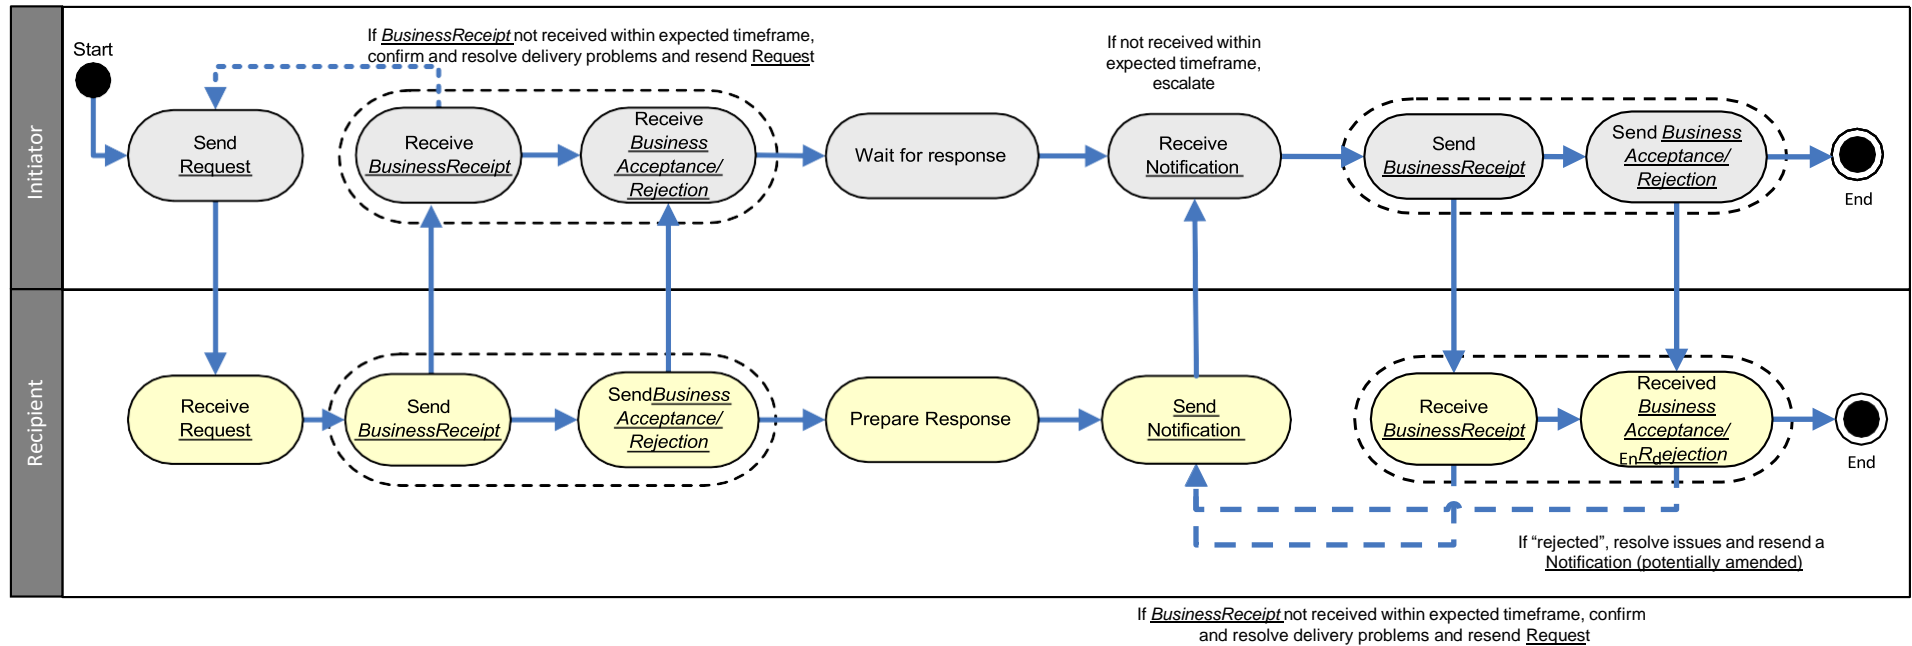 Initiator
Start
If BusinessReceipt not received within expected timeframe,
confirm and resolve delivery problems and resend Request
If not received within
expected timeframe,
escalate
Send
Request
Receive
BusinessReceipt
Receive
Business
Acceptance/
Rejection
Wait for response
Receive
Notification
Send
BusinessReceipt
Send Business
Acceptance/
Rejection
End
Recipient
Receive
Request
Send
BusinessReceipt
SendBusiness
Acceptance/
Rejection
Prepare Response
Send
Notification
Receive
BusinessReceipt
Received
Business
Acceptance/
Rejection
End
End
If “rejected”, resolve issues and resend a
Notification (potentially amended)
If BusinessReceipt not received within expected timeframe, confirm
and resolve delivery problems and resend Request